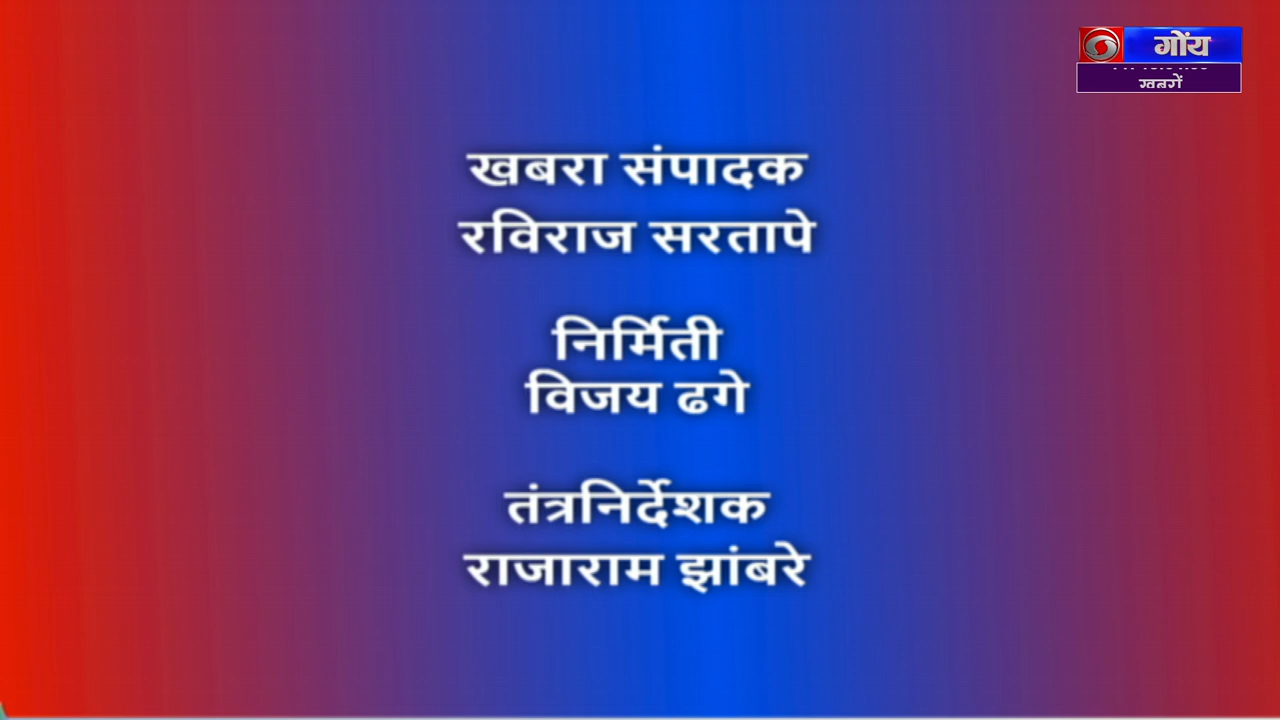 गोंय
खबरों
खबरा संपादक
रविराज सरतापे
निर्मिती
विजय ढगे
तंत्रनिर्देशक
राजाराम झांबरे